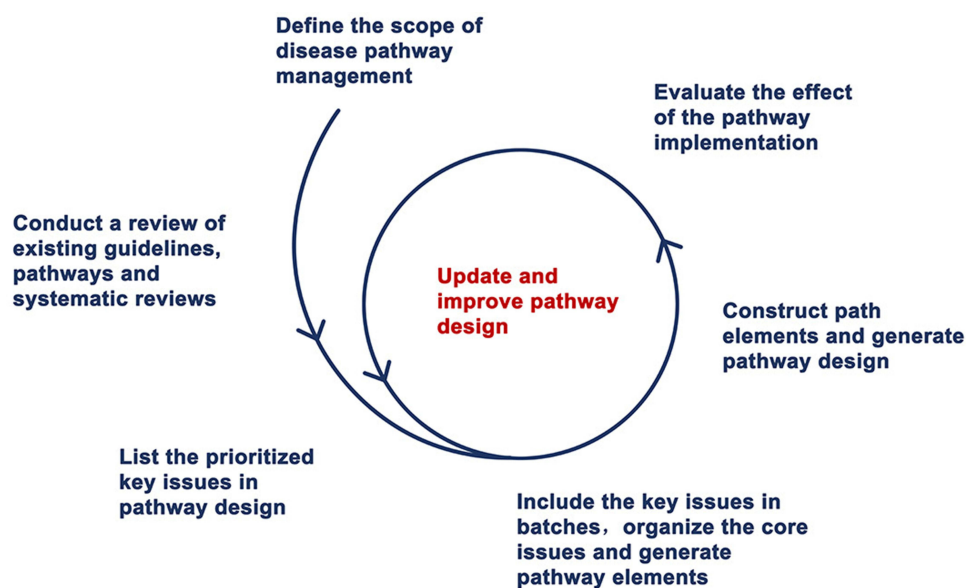 Define the scope of
disease pathway
management
Evaluate the effect
of the pathway
implementation
Conduct a review of
existing guidelines,
pathways and
systematic reviews
Update and
improve pathway
design
Construct path
elements and generate
pathway design
List the prioritized
key issues in
pathway design
Include the key issues in
batches，organize the core
issues and generate
pathway elements